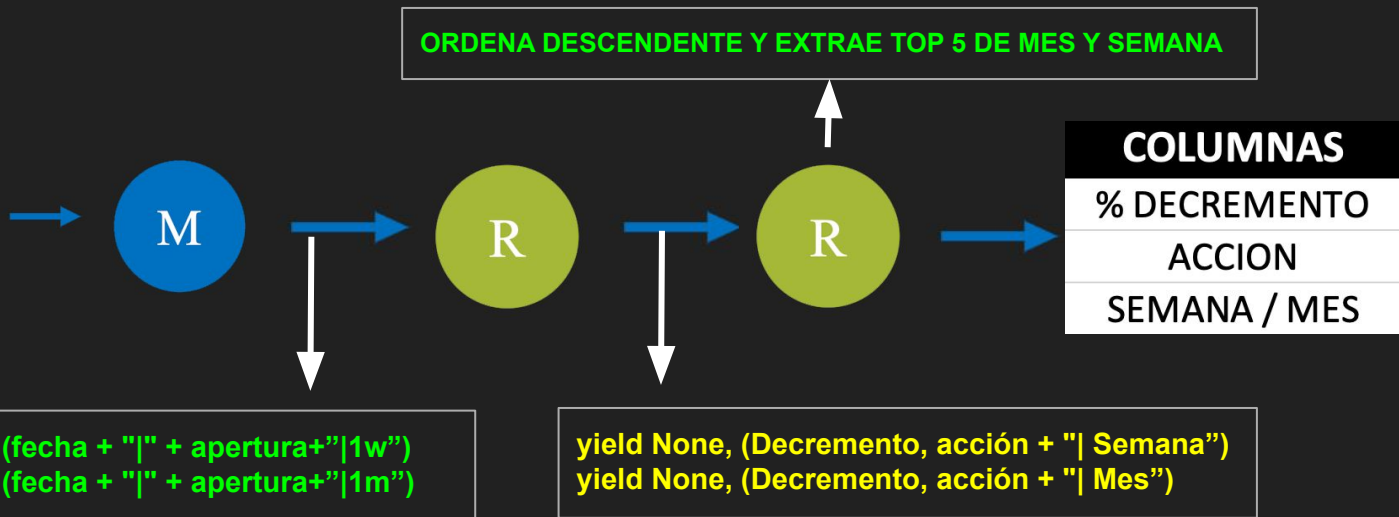 ORDENA DESCENDENTE Y EXTRAE TOP 5 DE MES Y SEMANA
M
R
R
COLUMNAS
% DECREMENTO
ACCION
SEMANA / MES
(fecha + "|" + apertura+”|1w”)
(fecha + "|" + apertura+”|1m”)
yield None, (Decremento, acción + "| Semana”)
yield None, (Decremento, acción + "| Mes”)